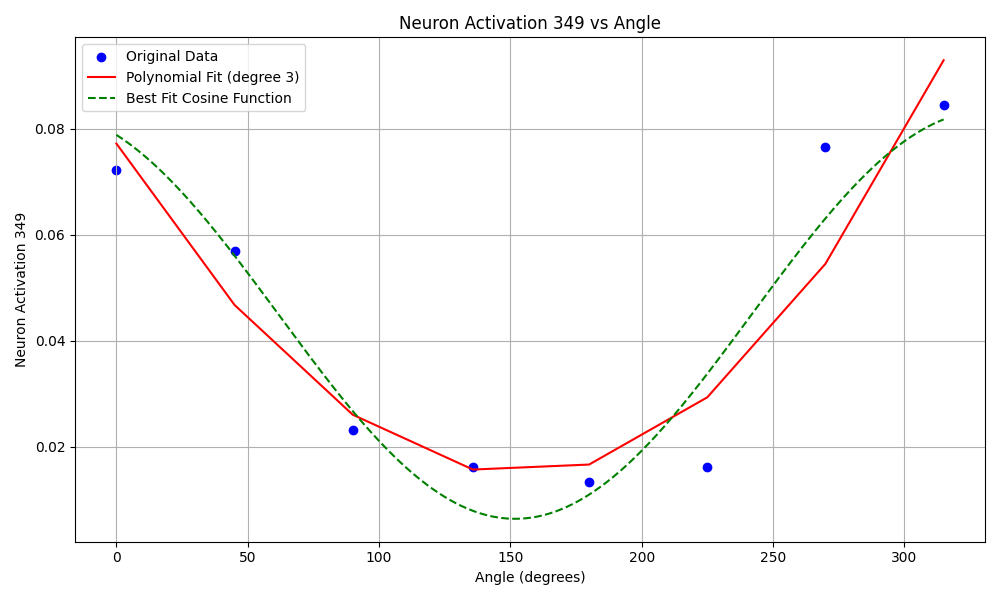 Neuron Activation 349 vs Angle
Original Data
Polynomial Fit (degree 3)
Best Fit Cosine Function
Neuron Activation 349
0.08
0.06
0.04
0.02
0 50 100 150 200 250 300
Angle (degrees)